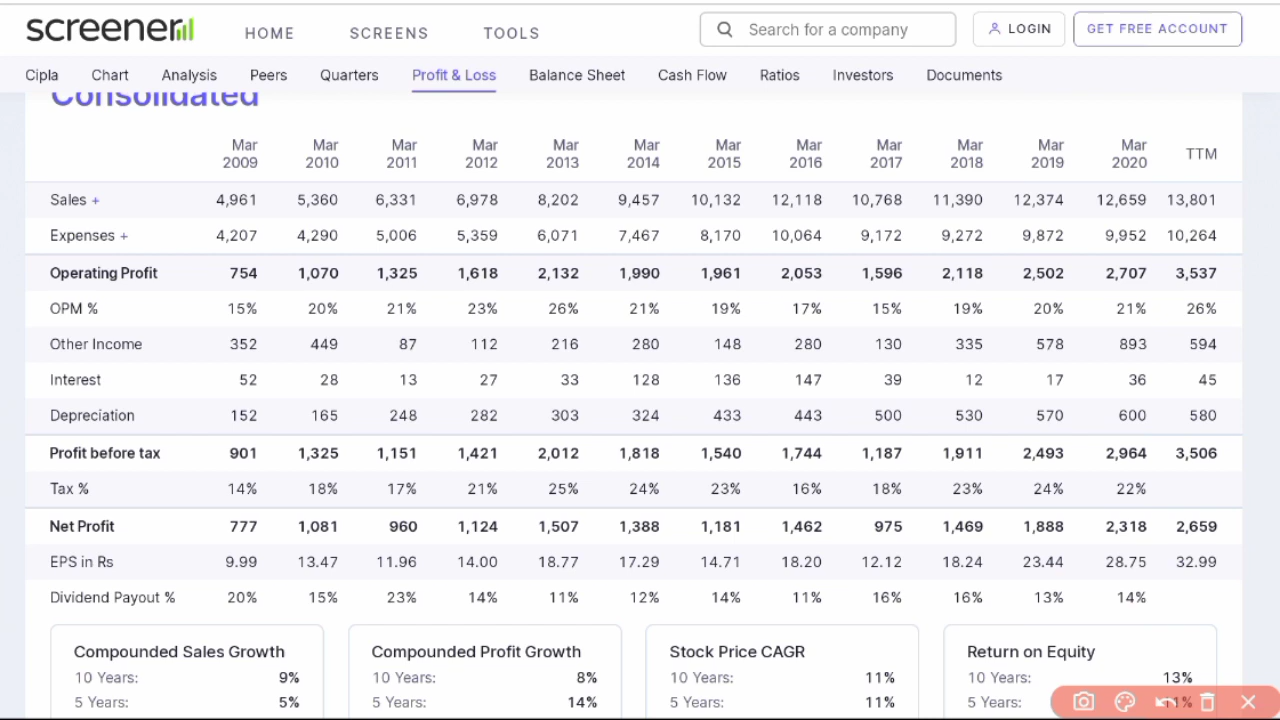 screener
HOME SCREENS TOOLS Search for a company LOGIN GET FREE ACCOUNT
Cipla Chart Analysis Peers Quarters Profit & Loss Balance Sheet Cash Flow Ratios Investors Documents
Consolidated
Mar 2009 Mar 2010 Mar 2011 Mar 2012 Mar 2013 Mar 2014 Mar 2015 Mar 2016 Mar 2017 Mar 2018 Mar 2019 Mar 2020 TTM
Sales + 4,961 5,360 6,331 6,978 8,202 9,457 10,132 12,118 10,768 11,390 12,374 12,659 13,801
Expenses + 4,207 4,290 5,006 5,359 6,071 7,467 8,170 10,064 9,172 9,272 9,872 9,952 10,264
Operating Profit 754 1,070 1,325 1,618 2,132 1,990 1,961 2,053 1,596 2,118 2,502 2,707 3,537
OPM % 15% 20% 21% 23% 26% 21% 19% 17% 15% 19% 20% 21% 26%
Other Income 352 449 87 112 216 280 148 280 130 335 578 893 594
Interest 52 28 13 27 33 128 136 147 39 12 17 36 45
Depreciation 152 165 248 282 303 324 433 443 500 530 570 600 580
Profit before tax 901 1,325 1,151 1,421 2,012 1,818 1,540 1,744 1,187 1,911 2,493 2,964 3,506
Tax % 14% 18% 17% 21% 25% 24% 23% 16% 18% 23% 24% 22%
Net Profit 777 1,081 960 1,124 1,507 1,388 1,181 1,462 975 1,469 1,888 2,318 2,659
EPS in Rs 9.99 13.47 11.96 14.00 18.77 17.29 14.71 18.20 12.12 18.24 23.44 28.75 32.99
Dividend Payout % 20% 15% 23% 14% 11% 12% 14% 11% 16% 16% 13% 14%
Compounded Sales Growth Compounded Profit Growth Stock Price CAGR Return on Equity
10 Years: 9% 10 Years: 8% 10 Years: 11% 10 Years: 13%
5 Years: 5% 5 Years: 14% 5 Years: 11% 5 Years: 11%